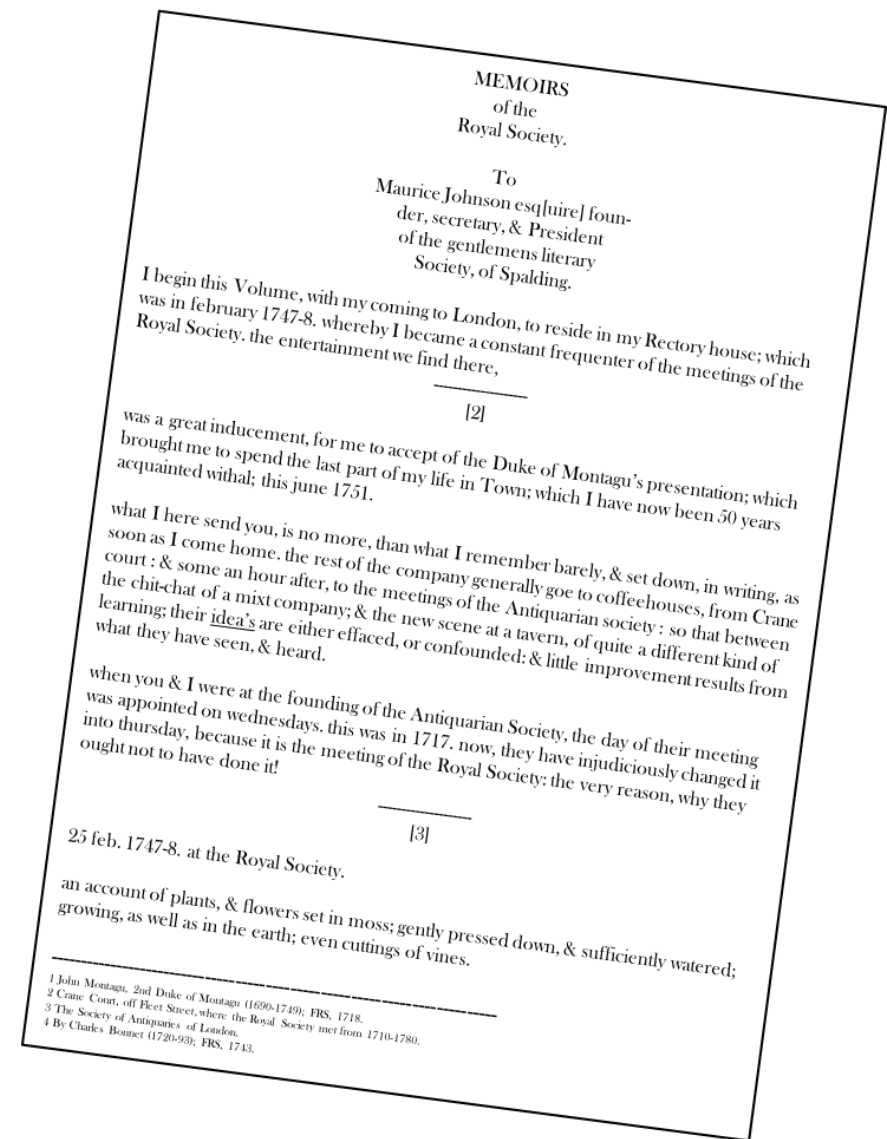 MEMOIRS
of the
Royal Society.
To
Maurice Johnson esq[uire] foun-
der, secretary, & President
of the gentlemens literary
Society, of Spalding.
I begin this Volume, with my coming to London, to reside in my Rectory house; which
was in february 1747-8. whereby I became a constant frequenter of the meetings of the
Royal Society. the entertainment we find there,
[2]
was a great inducement, for me to accept of the Duke of Montagu's presentation; which
brought me to spend the last part of my life in Town; which I have now been 50 years
acquainted withal; this june 1751.
what I here send you, is no more, than what I remember barely, & set down, in writing, as
soon as I come home. the rest of the company generally goe to coffeehouses, from Crane
court : & some an hour after, to the meetings of the Antiquarian society : so that between
the chit-chat of a mixt company; & the new scene at a tavern, of quite a different kind of
learning; their idea's are either effaced, or confounded: & little improvement results from
what they have seen, & heard.
when you & I were at the founding of the Antiquarian Society, the day of their meeting
was appointed on wednesdays. this was in 1717. now, they have injudiciously changed it
into thursday, because it is the meeting of the Royal Society: the very reason, why they
ought not to have done it!
[3]
25 feb. 1747-8. at the Royal Society.
an account of plants, & flowers set in moss; gently pressed down, & sufficiently watered;
growing, as well as in the earth; even cuttings of vines.
1 John Montagu, 2nd Duke of Montagu (1690-1749); FRS, 1718.
2 Crane Court, off Fleet Street, where the Royal Society met from 1710-1780.
3 The Society of Antiquaries of London.
4 By Charles Bonnet (1720-93); FRS, 1743.